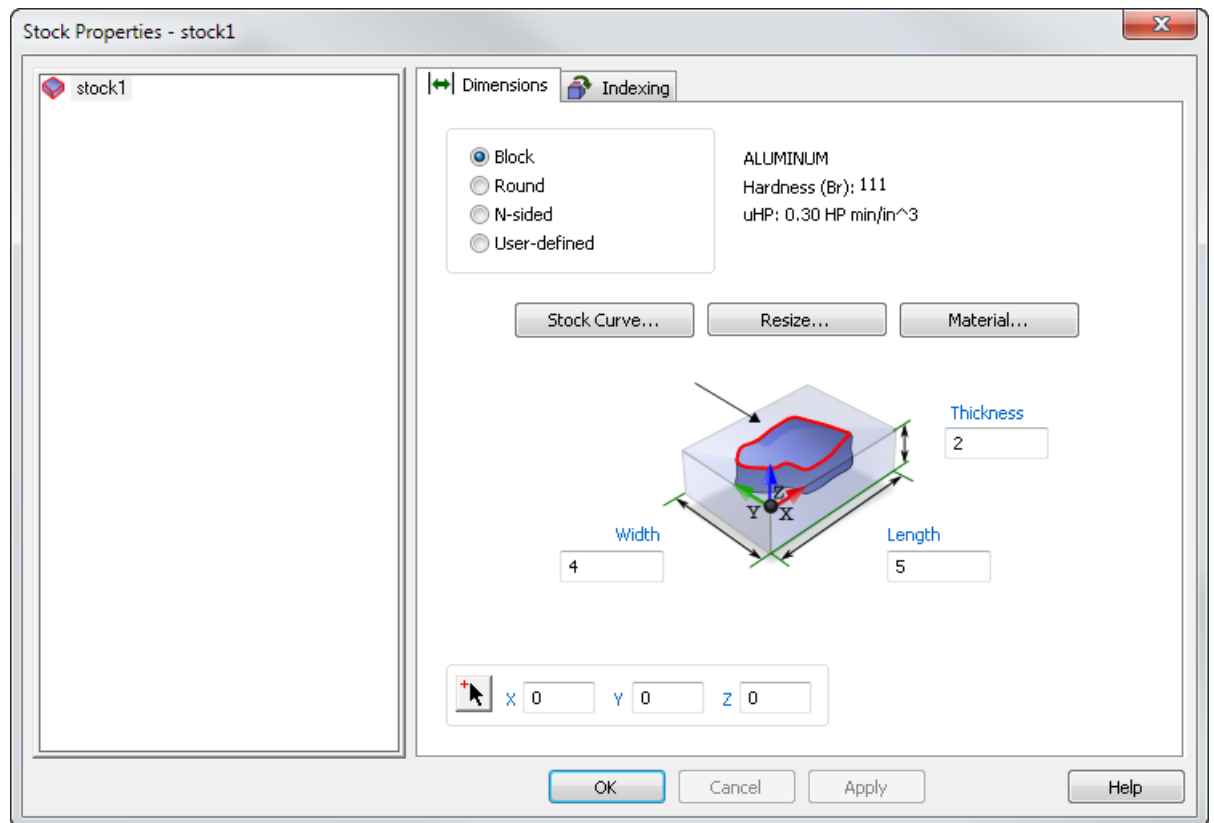 Stock Properties - stock1
stock1
Dimensions
Indexing
Block
Round
N-sided
User-defined
ALUMINUM
Hardness (Br): 111
uHP: 0.30 HP min/in^3
Stock Curve...
Resize...
Material...
Thickness
2
Z
Y
X
Width
4
Length
5
X 0 Y 0 Z 0
OK
Cancel
Apply
Help